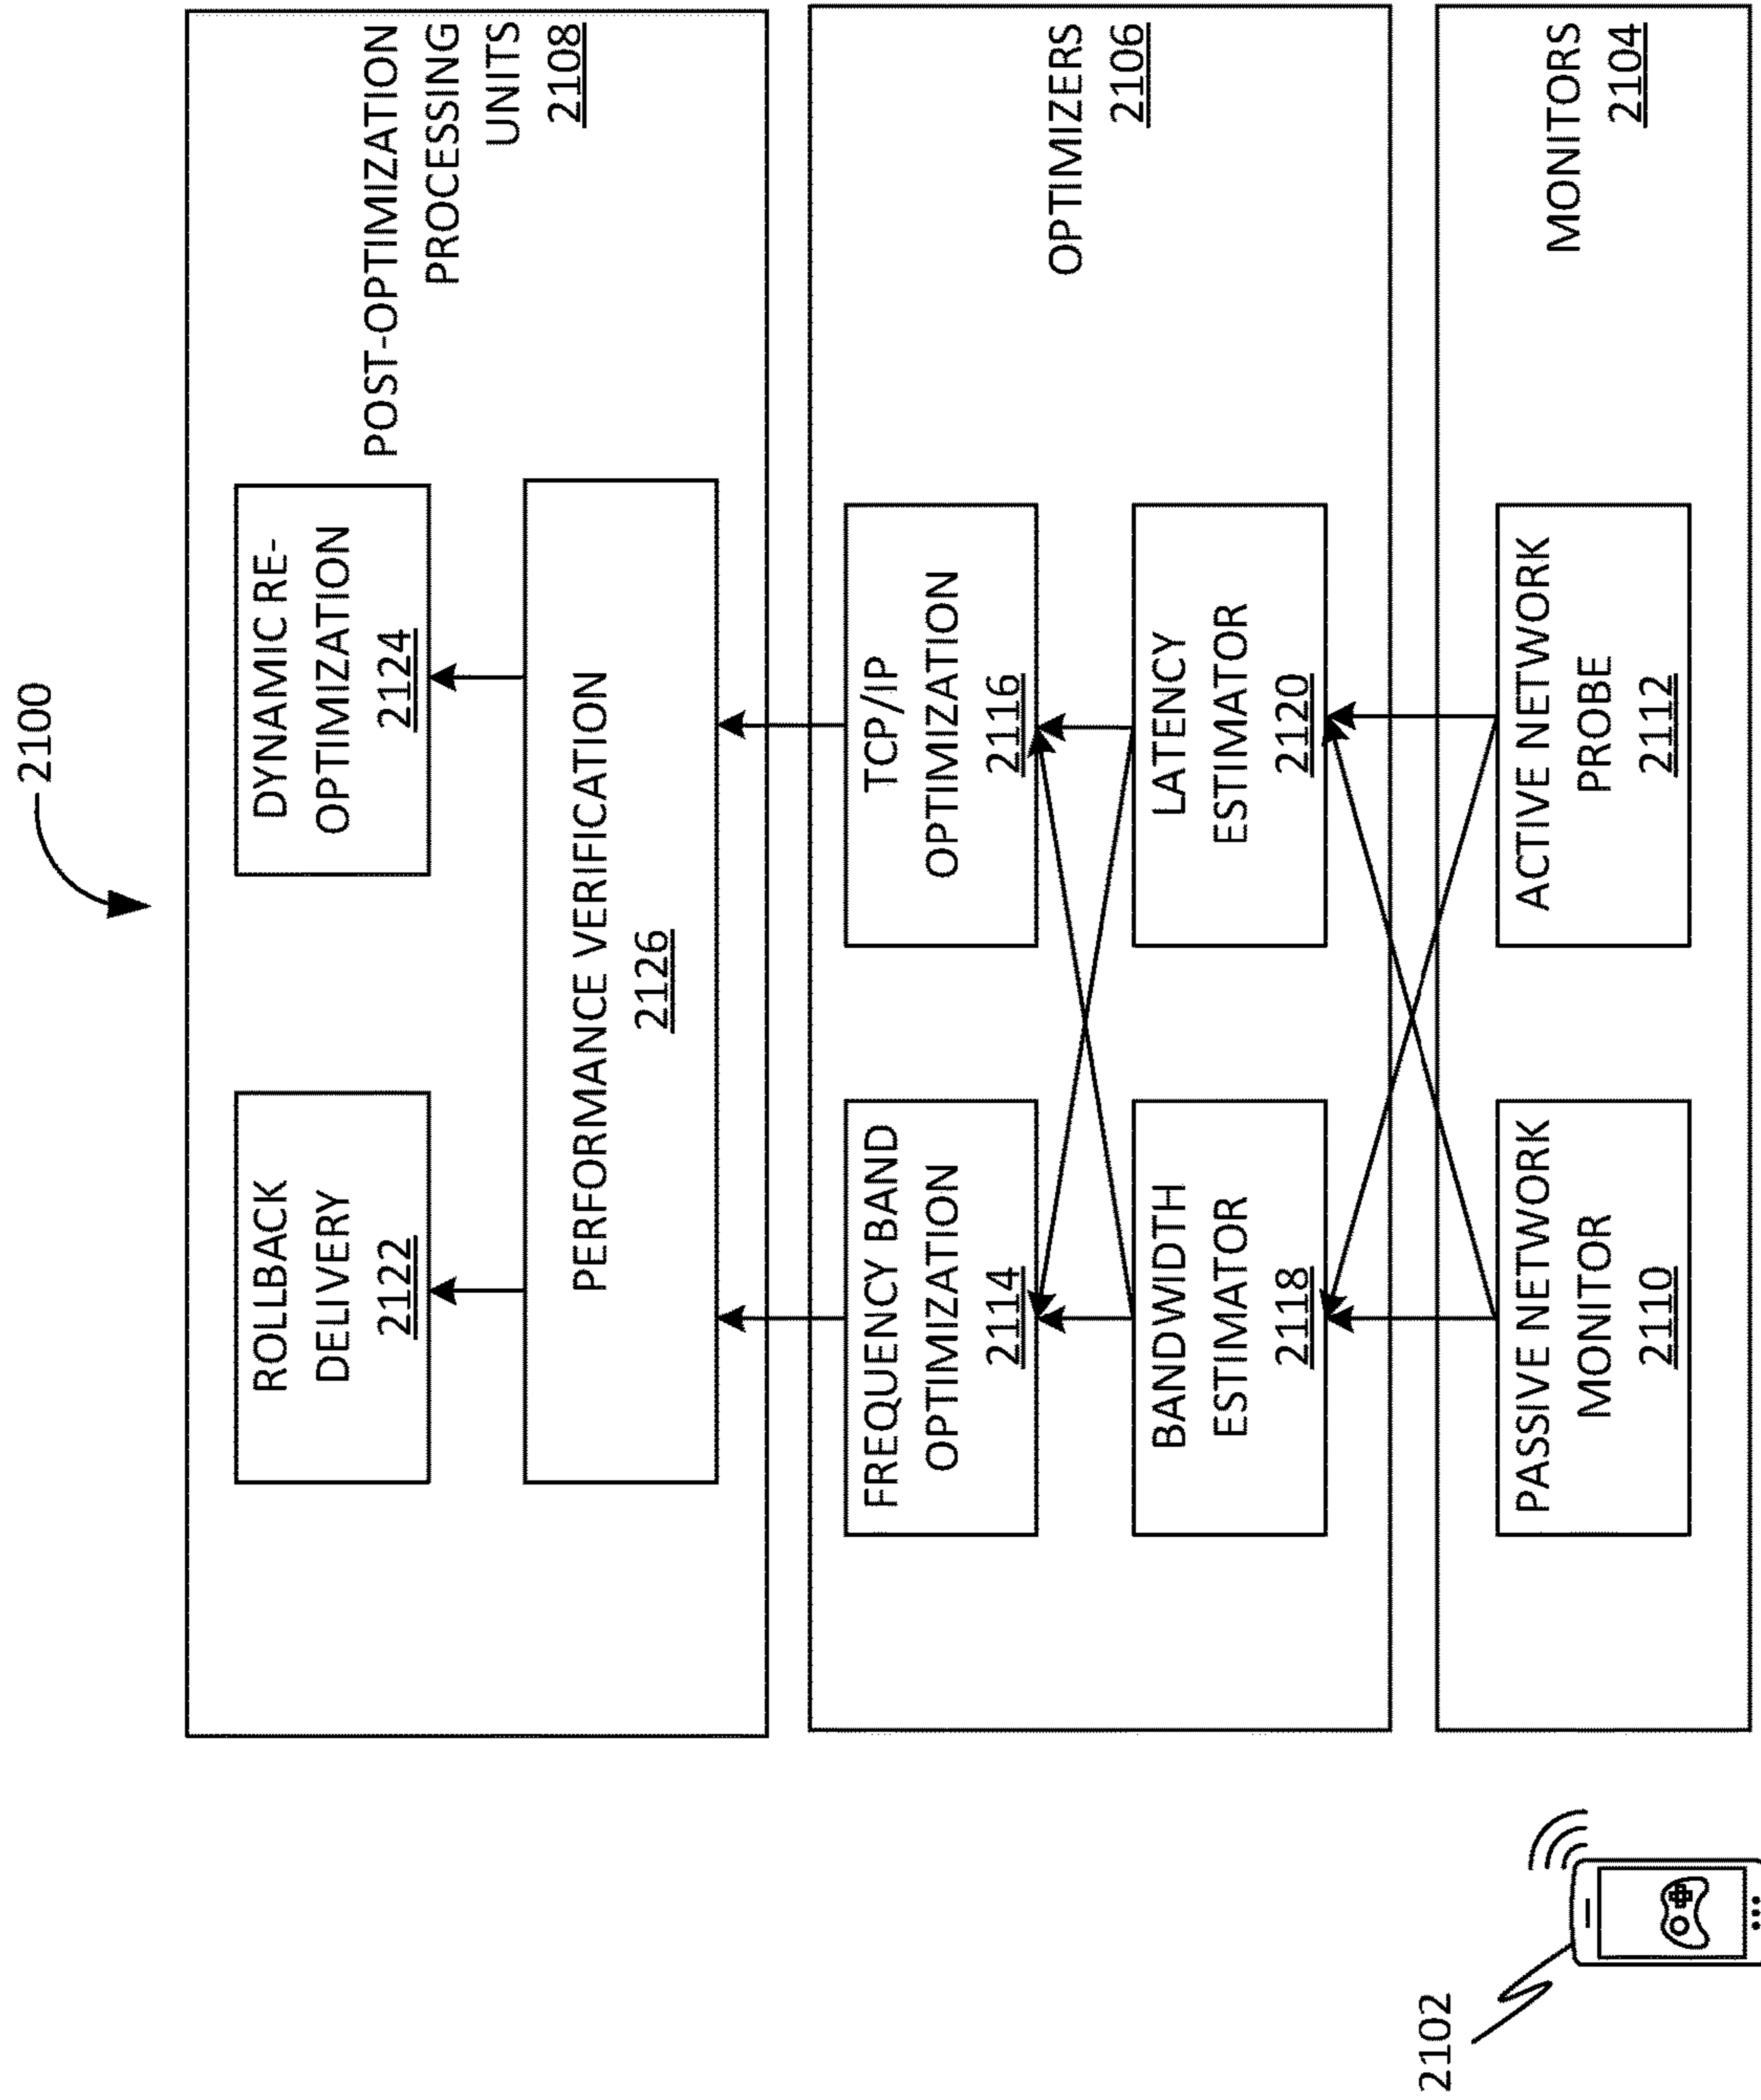 2100
ROLLBACK
DELIVERY
2122
DYNAMIC RE-
OPTIMIZATION
2124
POST-OPTIMIZATION
PROCESSING
UNITS
2108
PERFORMANCE VERIFICATION
2126
FREQUENCY BAND
OPTIMIZATION
2114
TCP/IP
OPTIMIZATION
2116
OPTIMIZERS
2106
BANDWIDTH
ESTIMATOR
2118
LATENCY
ESTIMATOR
2120
PASSIVE NETWORK
MONITOR
2110
ACTIVE NETWORK
PROBE
2112
MONITORS
2104
2102